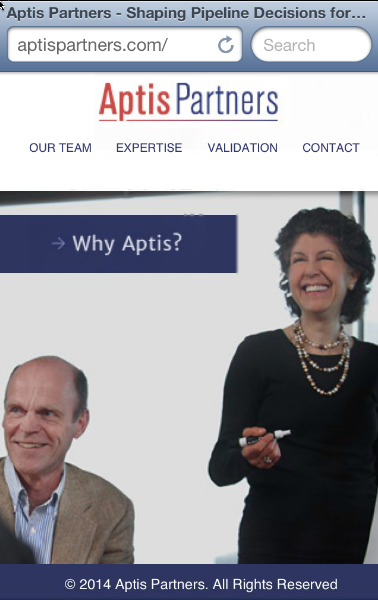 Aptis Partners - Shaping Pipeline Decisions for...
aptispartners.com/
Search
Aptis Partners
OUR TEAM EXPERTISE VALIDATION CONTACT
→ Why Aptis?
© 2014 Aptis Partners. All Rights Reserved